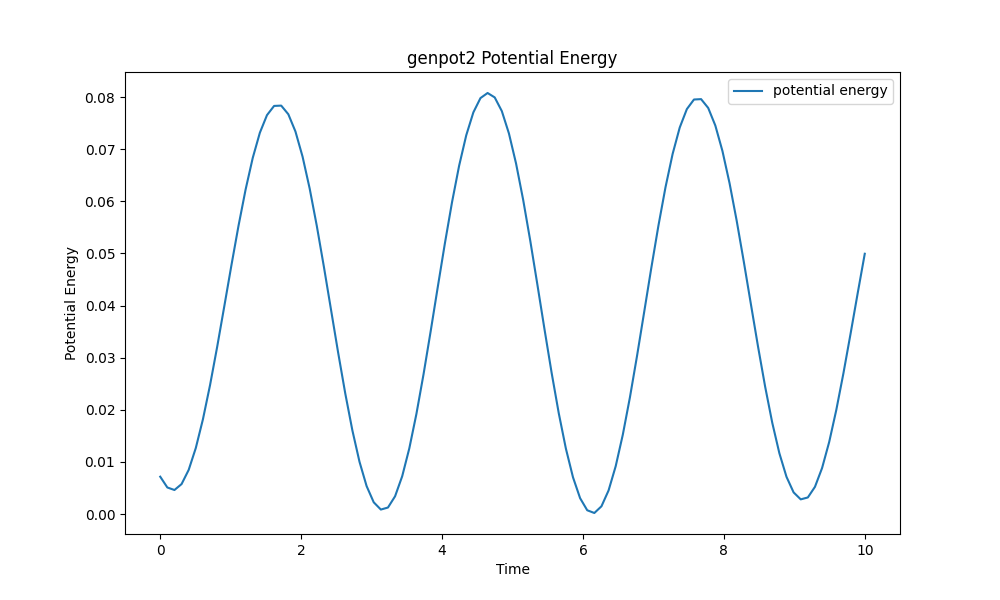 genpot2 Potential Energy
potential energy
Potential Energy
0.08
0.07
0.06
0.05
0.04
0.03
0.02
0.01
0.00
0 2 4 6 8 10
Time